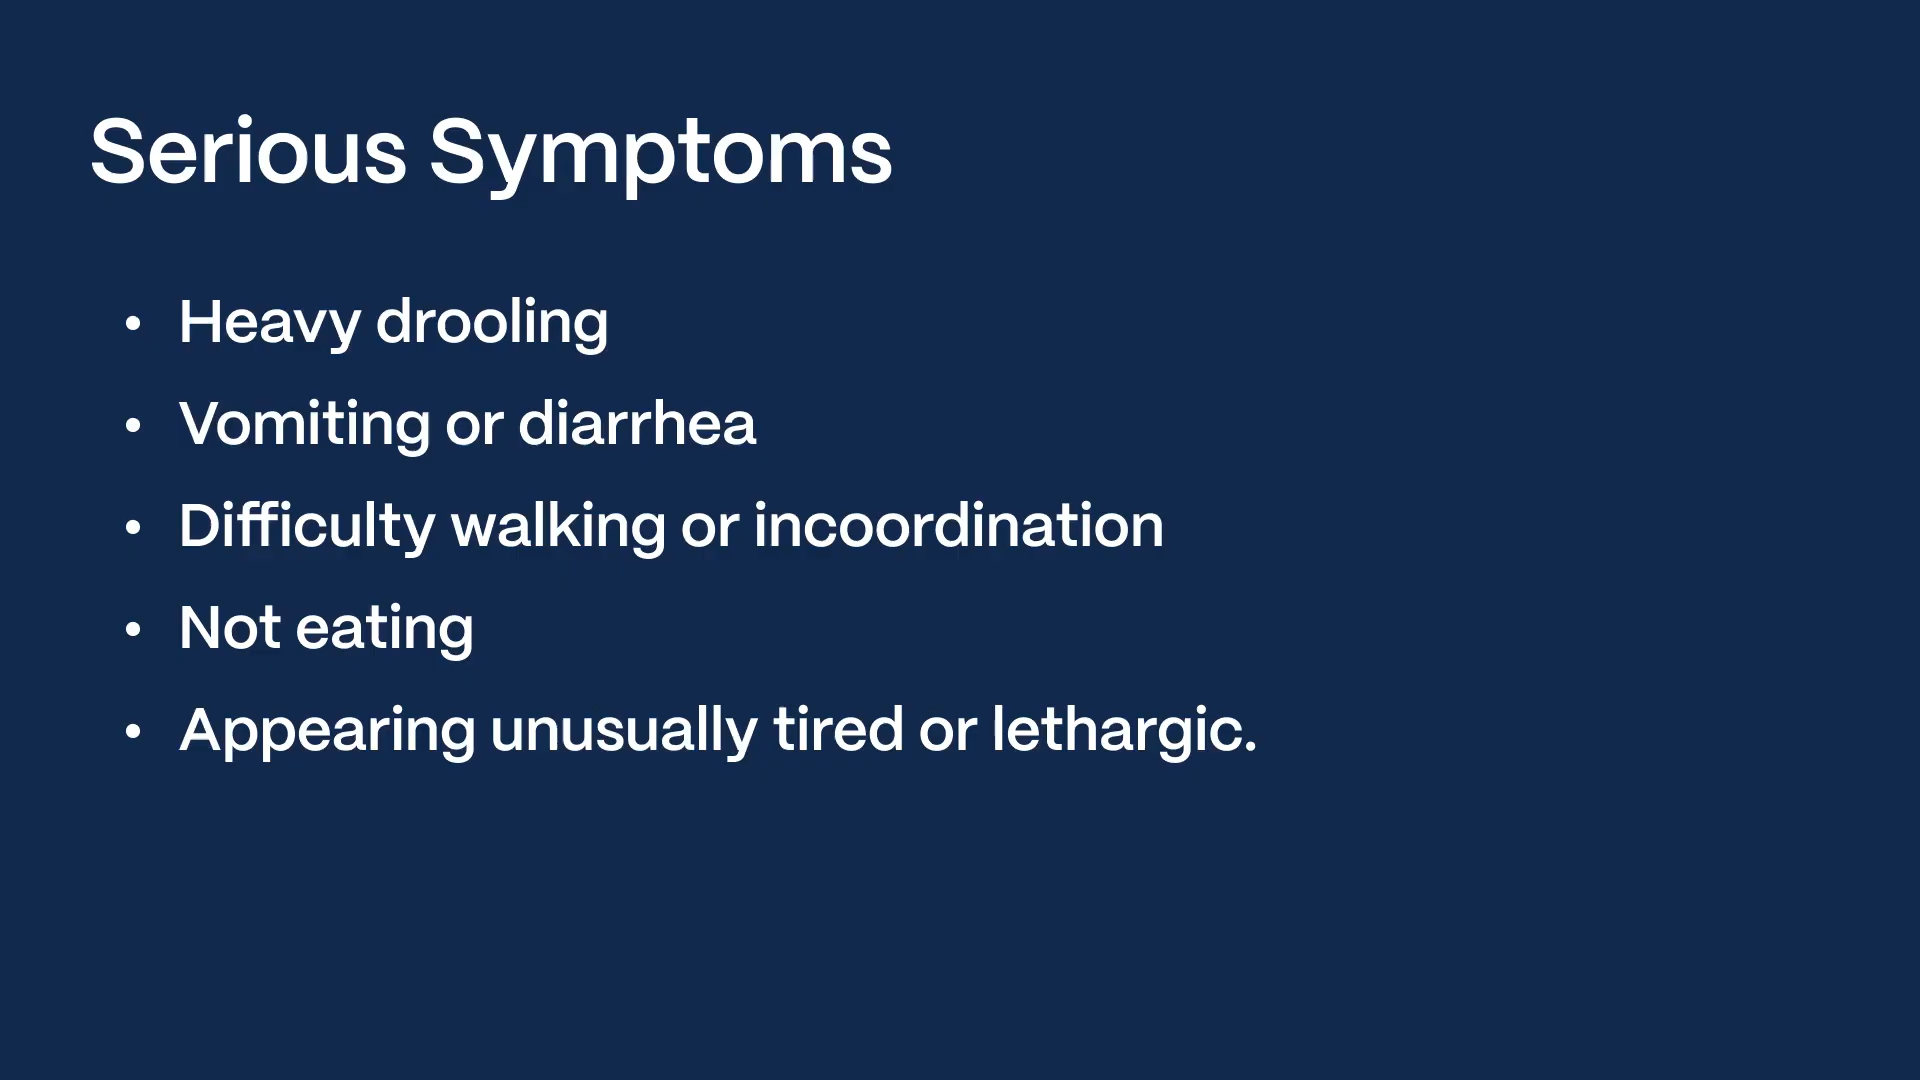 Serious Symptoms
• Heavy drooling
• Vomiting or diarrhea
• Difficulty walking or incoordination
• Not eating
• Appearing unusually tired or lethargic.